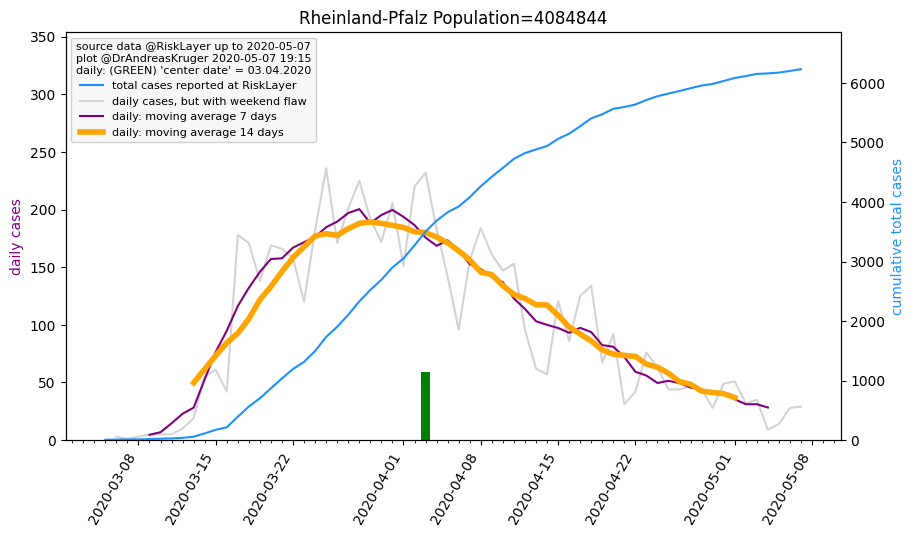 Rheinland-Pfalz Population=4084844
source data @RiskLayer up to 2020-05-07
plot @DrAndreasKruger 2020-05-07 19:15
daily: (GREEN) 'center date' = 03.04.2020
total cases reported at RiskLayer
daily cases, but with weekend flaw
daily: moving average 7 days
daily: moving average 14 days
daily cases
350
300
250
200
150
100
50
0
cumulative total cases
6000
5000
4000
3000
2000
1000
0
2020-03-08
2020-03-15
2020-03-22
2020-04-01
2020-04-08
2020-04-15
2020-04-22
2020-05-01
2020-05-08